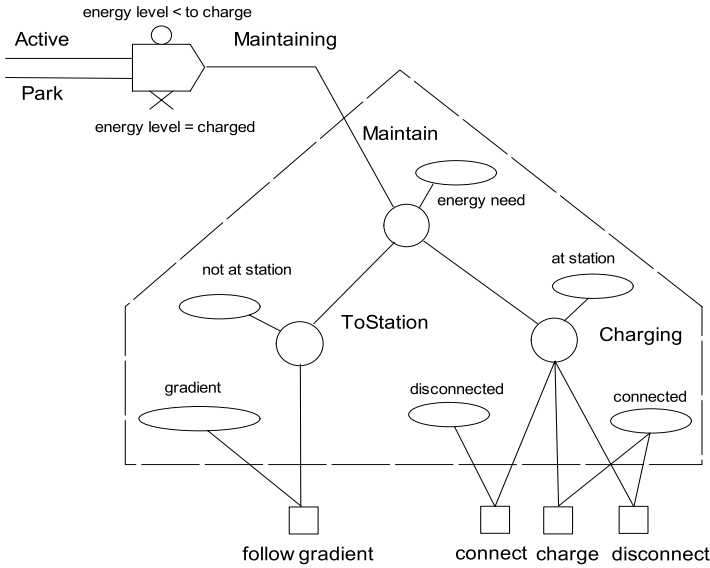 energy level < to charge
Active
Maintaining
Park
energy level = charged
Maintain
energy need
not at station
at station
ToStation
Charging
gradient
disconnected
connected
follow gradient
connect
charge
disconnect